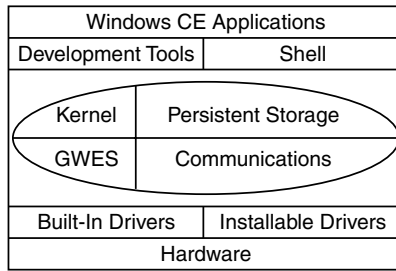 Windows CE Applications
Development Tools Shell
Kernel Persistent Storage
GWES Communications
Built-In Drivers Installable Drivers
Hardware